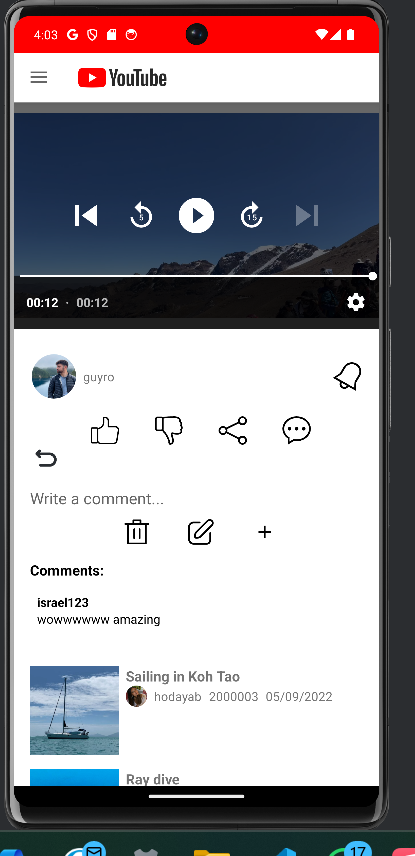 4:03
YouTube
5
15
00:12 · 00:12
guyro
Write a comment...
+
Comments:
israel123
wowwwwww amazing
Sailing in Koh Tao
hodayab 2000003 05/09/2022
Ray dive
17